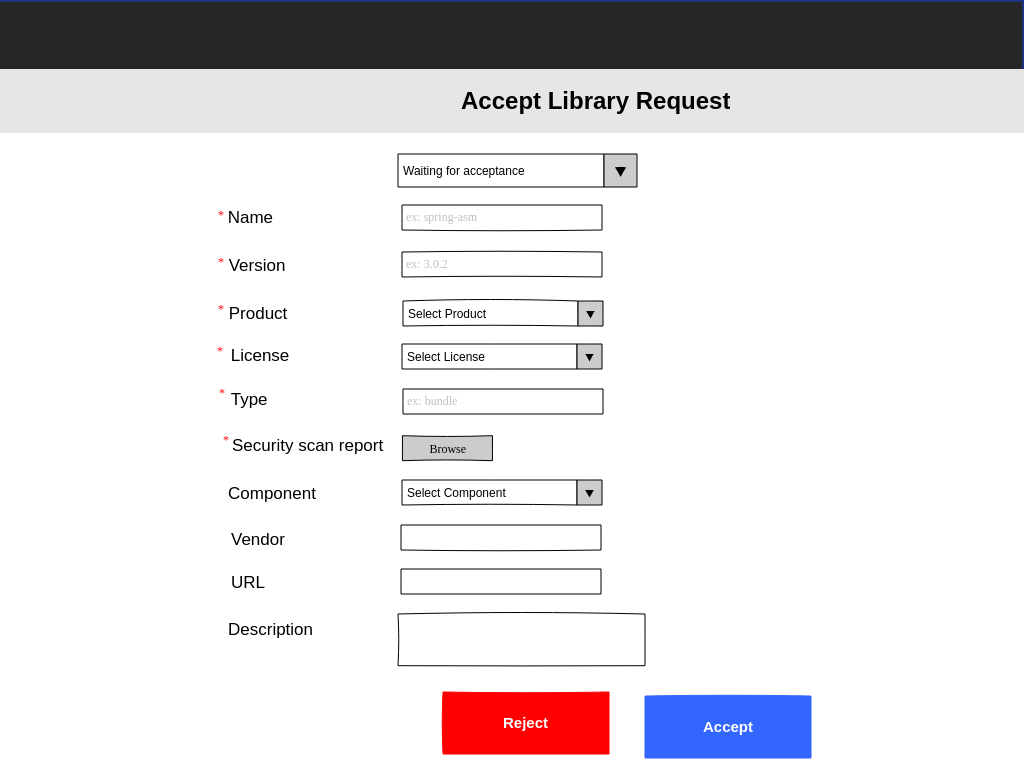 Accept Library Request
Waiting for acceptance
* Name ex: spring-asm
* Version ex: 3.0.2
* Product Select Product
* License Select License
* Type ex: bundle
* Security scan report Browse
Component Select Component
Vendor
URL
Description
Reject Accept